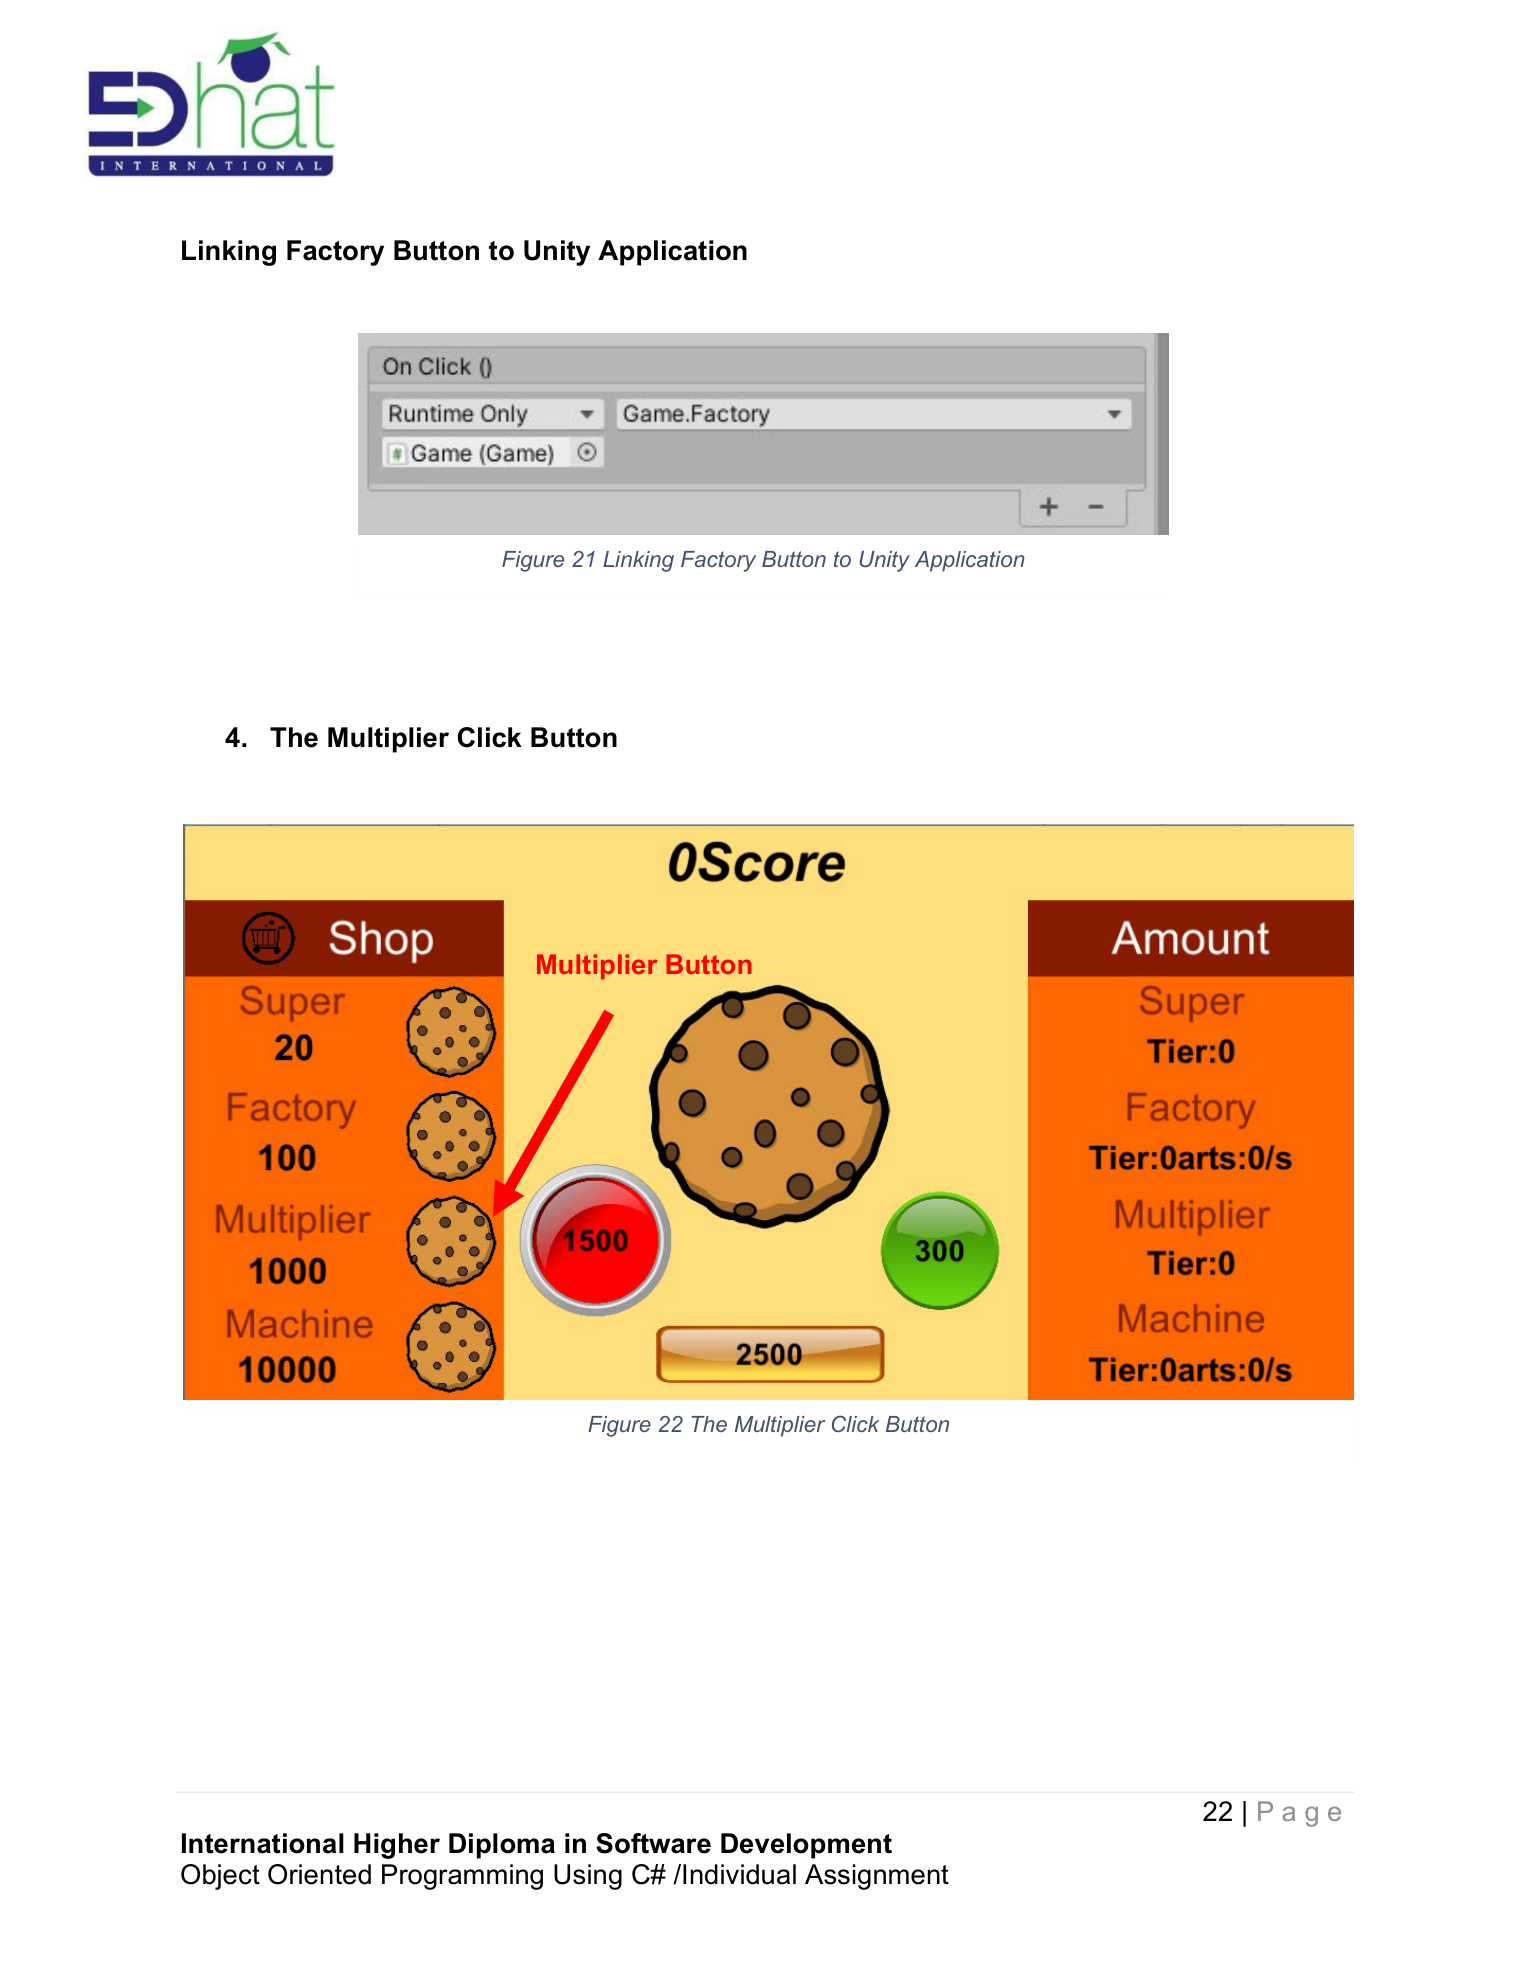 EDhat
INTERNATIONAL
Linking Factory Button to Unity Application
On Click ()
Runtime Only Game.Factory
# Game (Game)
+ −
Figure 21 Linking Factory Button to Unity Application
4. The Multiplier Click Button
0Score
Shop
Amount
Multiplier Button
Super
20
Factory
100
Multiplier
1000
Machine
10000
1500
300
2500
Super
Tier:0
Factory
Tier:0arts:0/s
Multiplier
Tier:0
Machine
Tier:0arts:0/s
Figure 22 The Multiplier Click Button
22 | P a g e
International Higher Diploma in Software Development
Object Oriented Programming Using C# /Individual Assignment